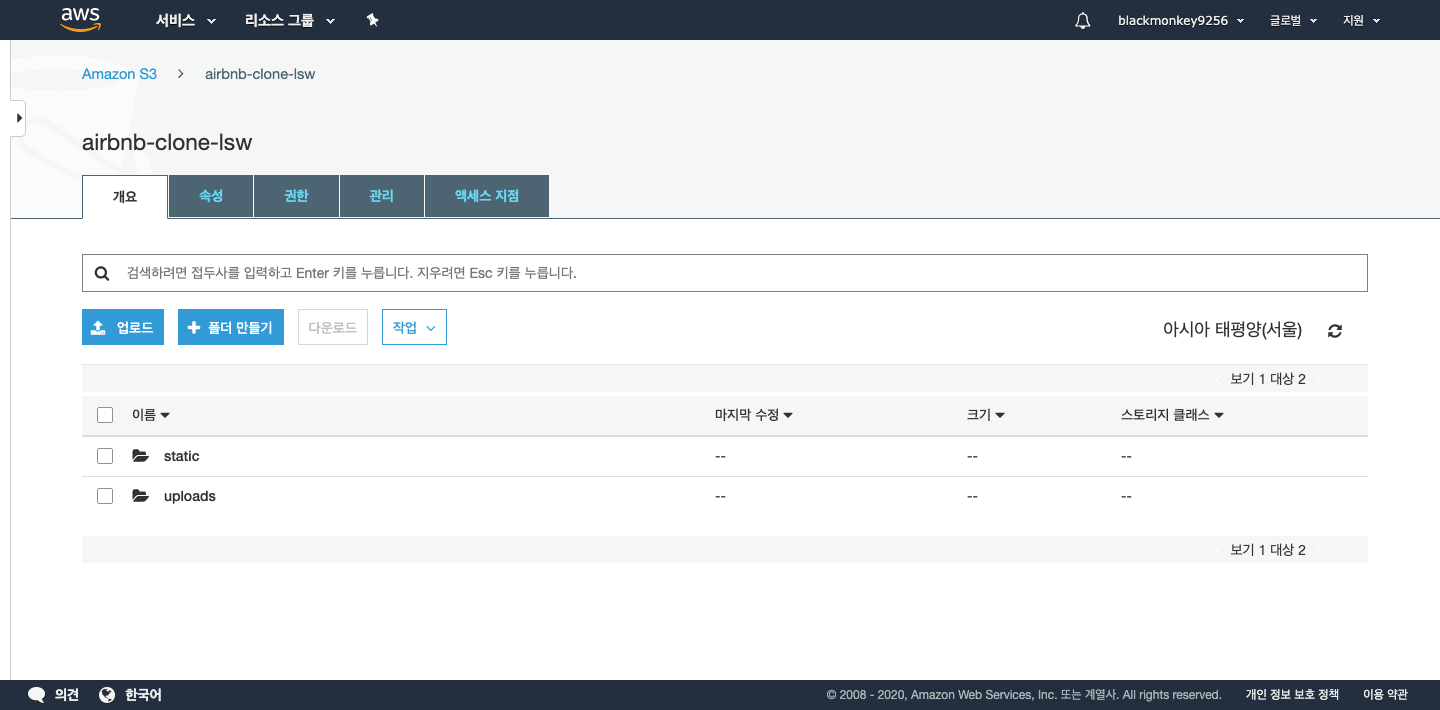 aws 서비스 리소스 그룹 blackmonkey9256 글로벌 지원
Amazon S3 > airbnb-clone-lsw
airbnb-clone-lsw
개요 속성 권한 관리 액세스 지점
검색하려면 접두사를 입력하고 Enter 키를 누릅니다. 지우려면 Esc 키를 누릅니다.
업로드 폴더 만들기 다운로드 작업 아시아 태평양(서울)
보기 1 대상 2
이름 마지막 수정 크기 스토리지 클래스
static -- -- --
uploads -- -- --
보기 1 대상 2
의견 한국어 © 2008 - 2020, Amazon Web Services, Inc. 또는 계열사. All rights reserved. 개인 정보 보호 정책 이용 약관